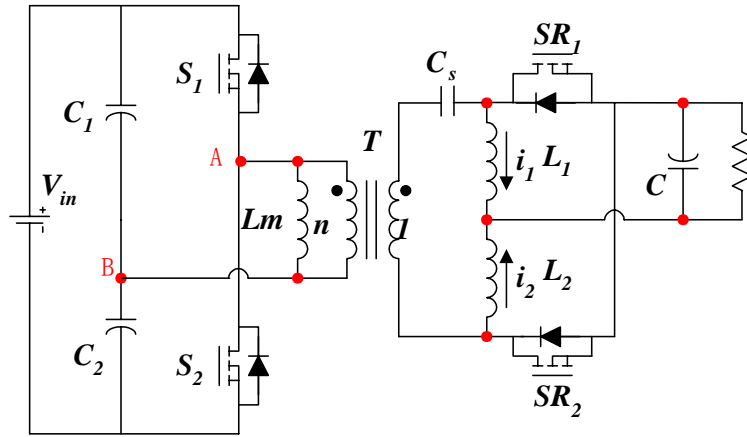 SR₁
S₁
Cₛ
C₁
A
T
Vᵢₙ
+
-
Lm
n
1
i₁
L₁
C
B
i₂
L₂
C₂
S₂
SR₂